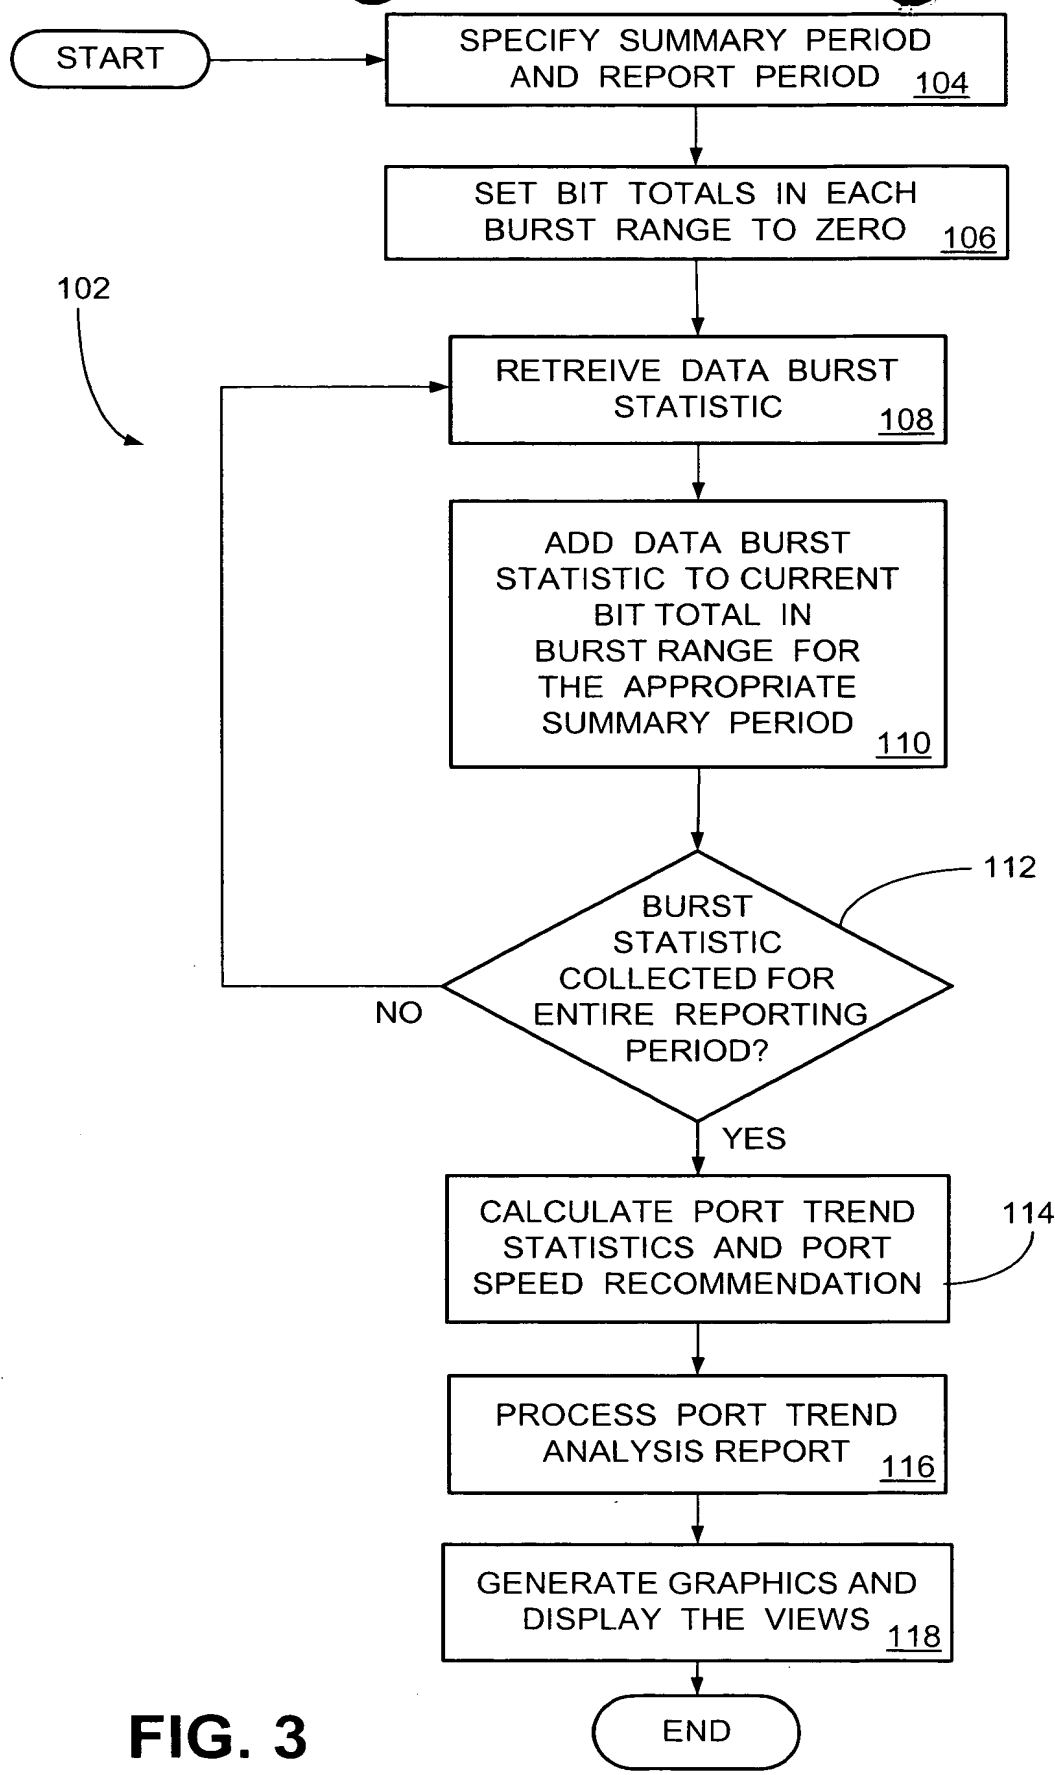 START
SPECIFY SUMMARY PERIOD
AND REPORT PERIOD 104
SET BIT TOTALS IN EACH
BURST RANGE TO ZERO 106
102
RETREIVE DATA BURST
STATISTIC
108
ADD DATA BURST
STATISTIC TO CURRENT
BIT TOTAL IN
BURST RANGE FOR
THE APPROPRIATE
SUMMARY PERIOD
110
112
BURST
STATISTIC
COLLECTED FOR
ENTIRE REPORTING
PERIOD?
NO
YES
CALCULATE PORT TREND
STATISTICS AND PORT
SPEED RECOMMENDATION
114
PROCESS PORT TREND
ANALYSIS REPORT
116
GENERATE GRAPHICS AND
DISPLAY THE VIEWS
118
END
FIG. 3